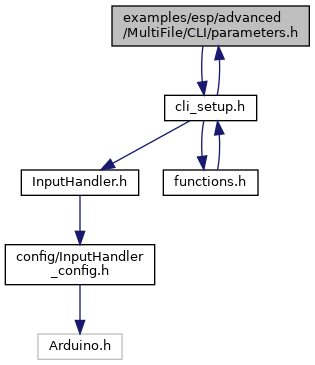 examples/esp/advanced
/MultiFile/CLI/parameters.h
cli_setup.h
InputHandler.h
functions.h
config/InputHandler
_config.h
Arduino.h